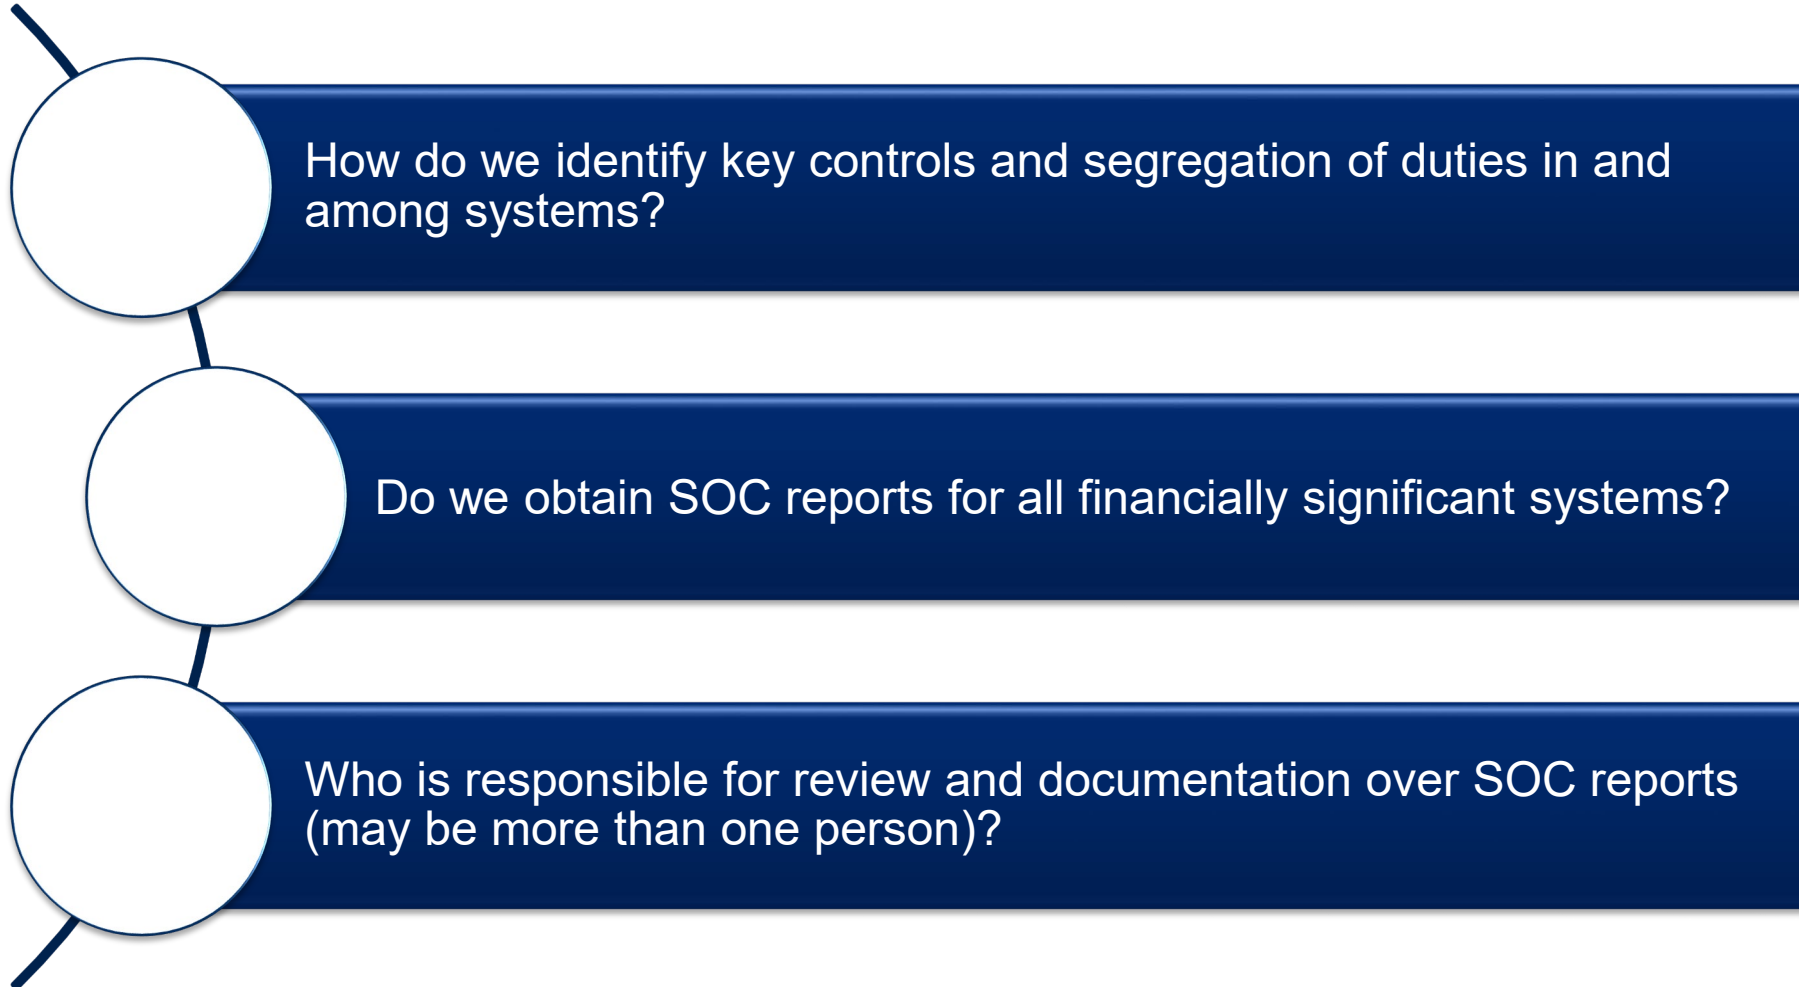 How do we identify key controls and segregation of duties in and
among systems?
Do we obtain SOC reports for all financially significant systems?
Who is responsible for review and documentation over SOC reports
(may be more than one person)?